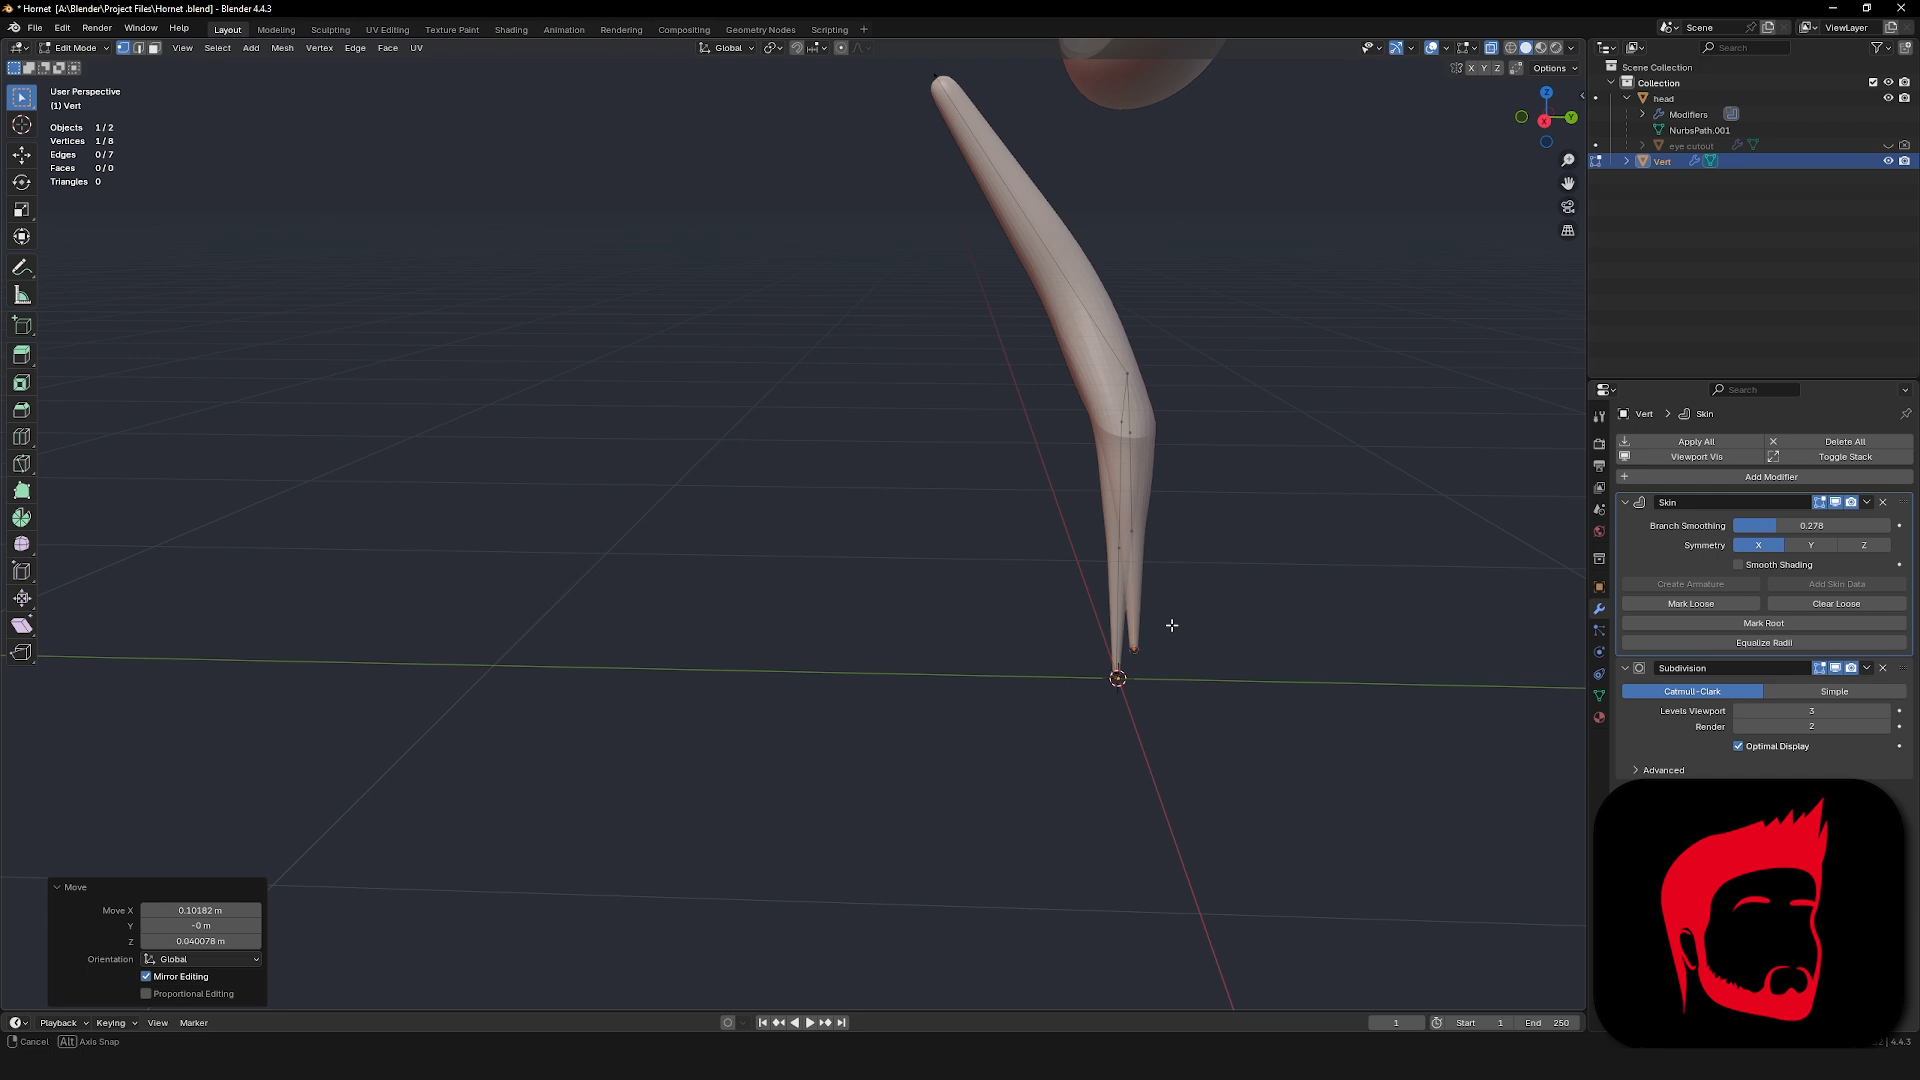 * Hornet [A:\Blender\Project Files\Hornet .blend] - Blender 4.4.3
File Edit Render Window Help Layout Modeling Sculpting UV Editing Texture Paint Shading Animation Rendering Compositing Geometry Nodes Scripting + Scene ViewLayer
Edit Mode View Select Add Mesh Vertex Edge Face UV Global Search
X Y Z Options
User Perspective
(1) Vert
Objects 1/2
Vertices 1/8
Edges 0/7
Faces 0/0
Triangles 0
Z
Y
X
Scene Collection
Collection
head
Modifiers
NurbsPath.001
eye cutout
Vert
Search
Vert > Skin
Apply All Delete All
Viewport Vis Toggle Stack
Add Modifier
Skin
Branch Smoothing 0.278
Symmetry X Y Z
Smooth Shading
Create Armature Add Skin Data
Mark Loose Clear Loose
Mark Root
Equalize Radii
Subdivision
Catmull-Clark Simple
Levels Viewport 3
Render 2
Optimal Display
Advanced
Move
Move X 0.10182 m
Y -0 m
Z 0.040078 m
Orientation Global
Mirror Editing
Proportional Editing
Playback Keying View Marker 1 Start 1 End 250
Cancel Alt Axis Snap 4.4.3